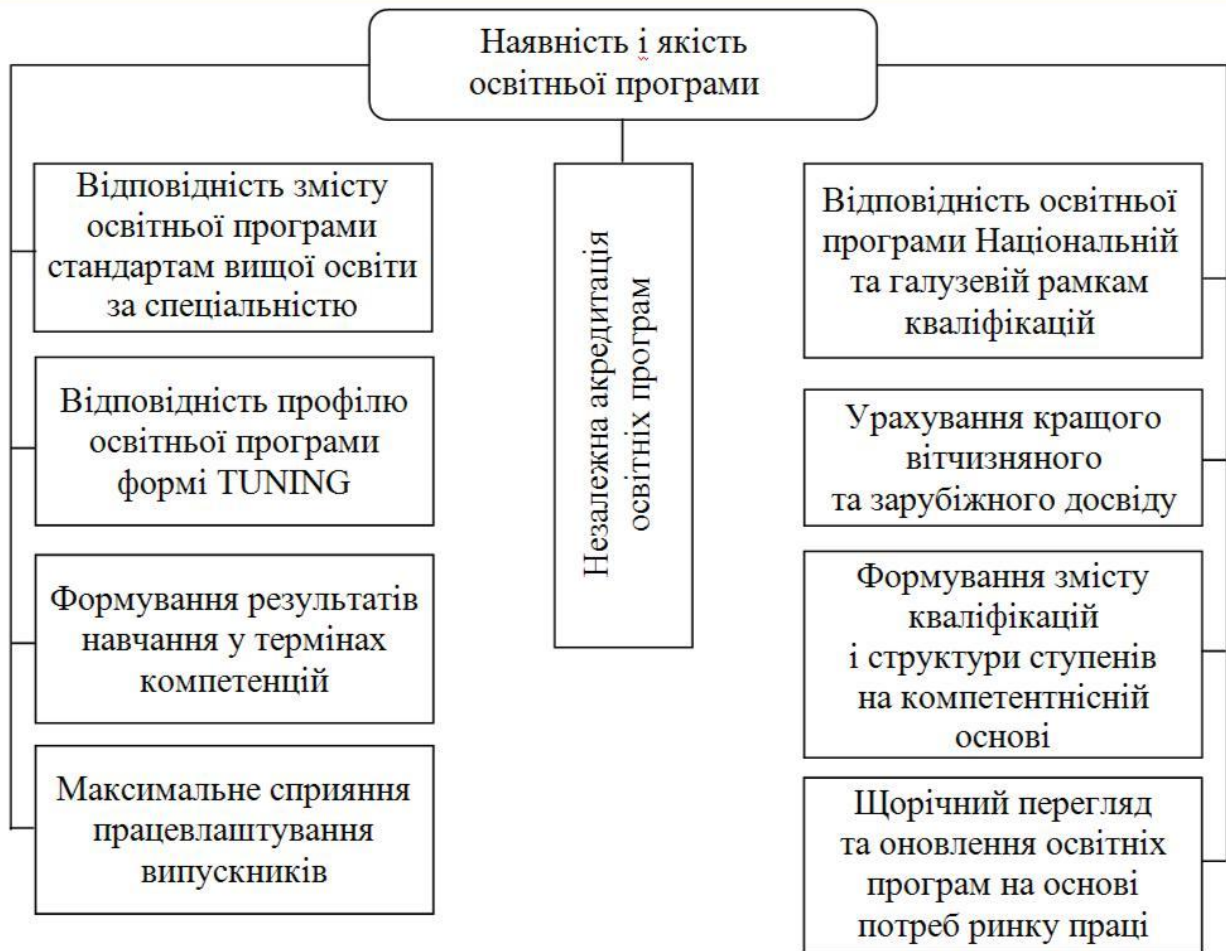 Наявність і якість
освітньої програми
Відповідність змісту
освітньої програми
стандартам вищої освіти
за спеціальністю
Відповідність профілю
освітньої програми
формі TUNING
Формування результатів
навчання у термінах
компетенцій
Максимальне сприяння
працевлаштування
випускників
Незалежна акредитація
освітніх програм
Відповідність освітньої
програми Національній
та галузевій рамкам
кваліфікацій
Урахування кращого
вітчизняного
та зарубіжного досвіду
Формування змісту
кваліфікацій
і структури ступенів
на компетентнісній
основі
Щорічний перегляд
та оновлення освітніх
програм на основі
потреб ринку праці